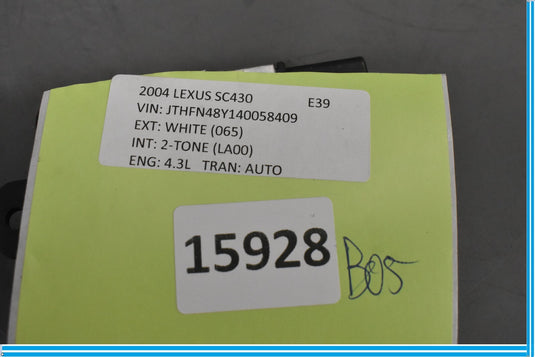 2004 LEXUS SC430 E39
VIN: JTHFN48Y140058409
EXT: WHITE (065)
INT: 2-TONE (LA00)
ENG: 4.3L TRAN: AUTO
15928
B05